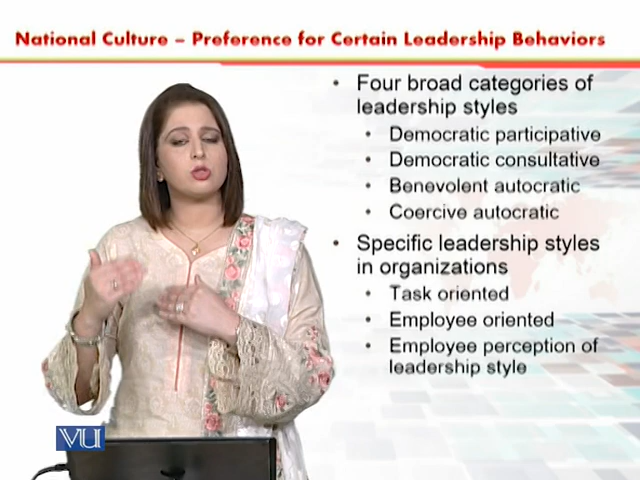 National Culture – Preference for Certain Leadership Behaviors
• Four broad categories of
leadership styles
• Democratic participative
• Democratic consultative
• Benevolent autocratic
• Coercive autocratic
• Specific leadership styles
in organizations
• Task oriented
• Employee oriented
• Employee perception of
leadership style
VU